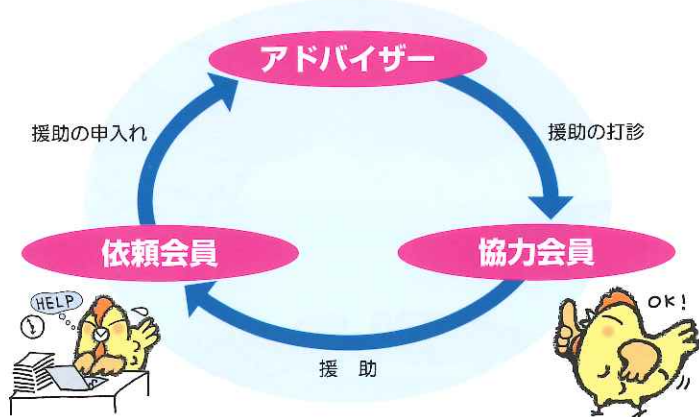 アドバイザー
援助の申入れ
援助の打診
依頼会員
協力会員
HELP
OK!
援　助